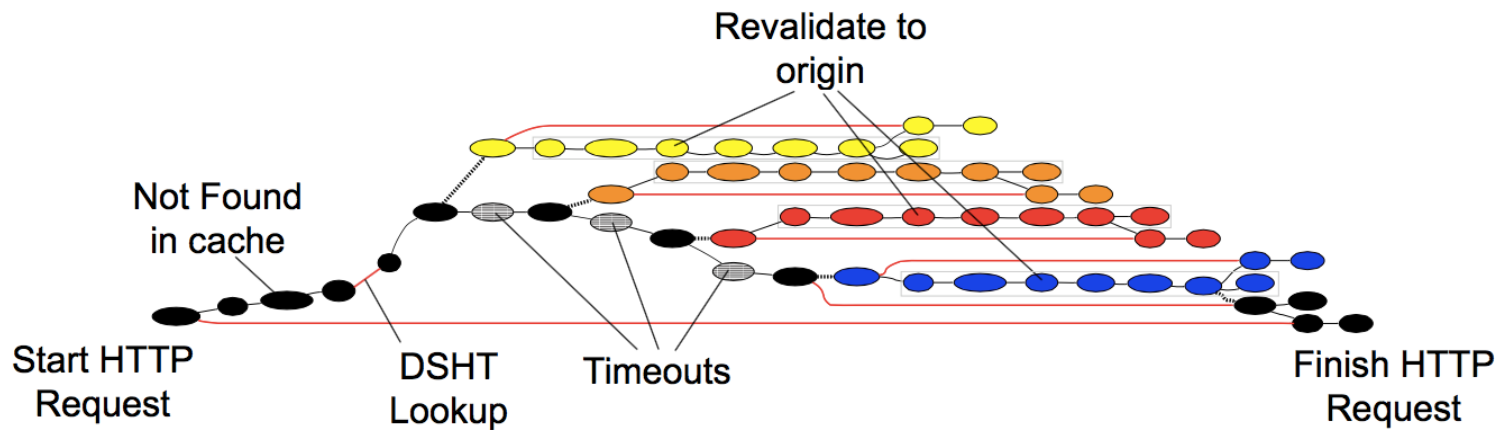 Revalidate to
origin
Not Found
in cache
Start HTTP
Request
DSHT
Lookup
Timeouts
Finish HTTP
Request